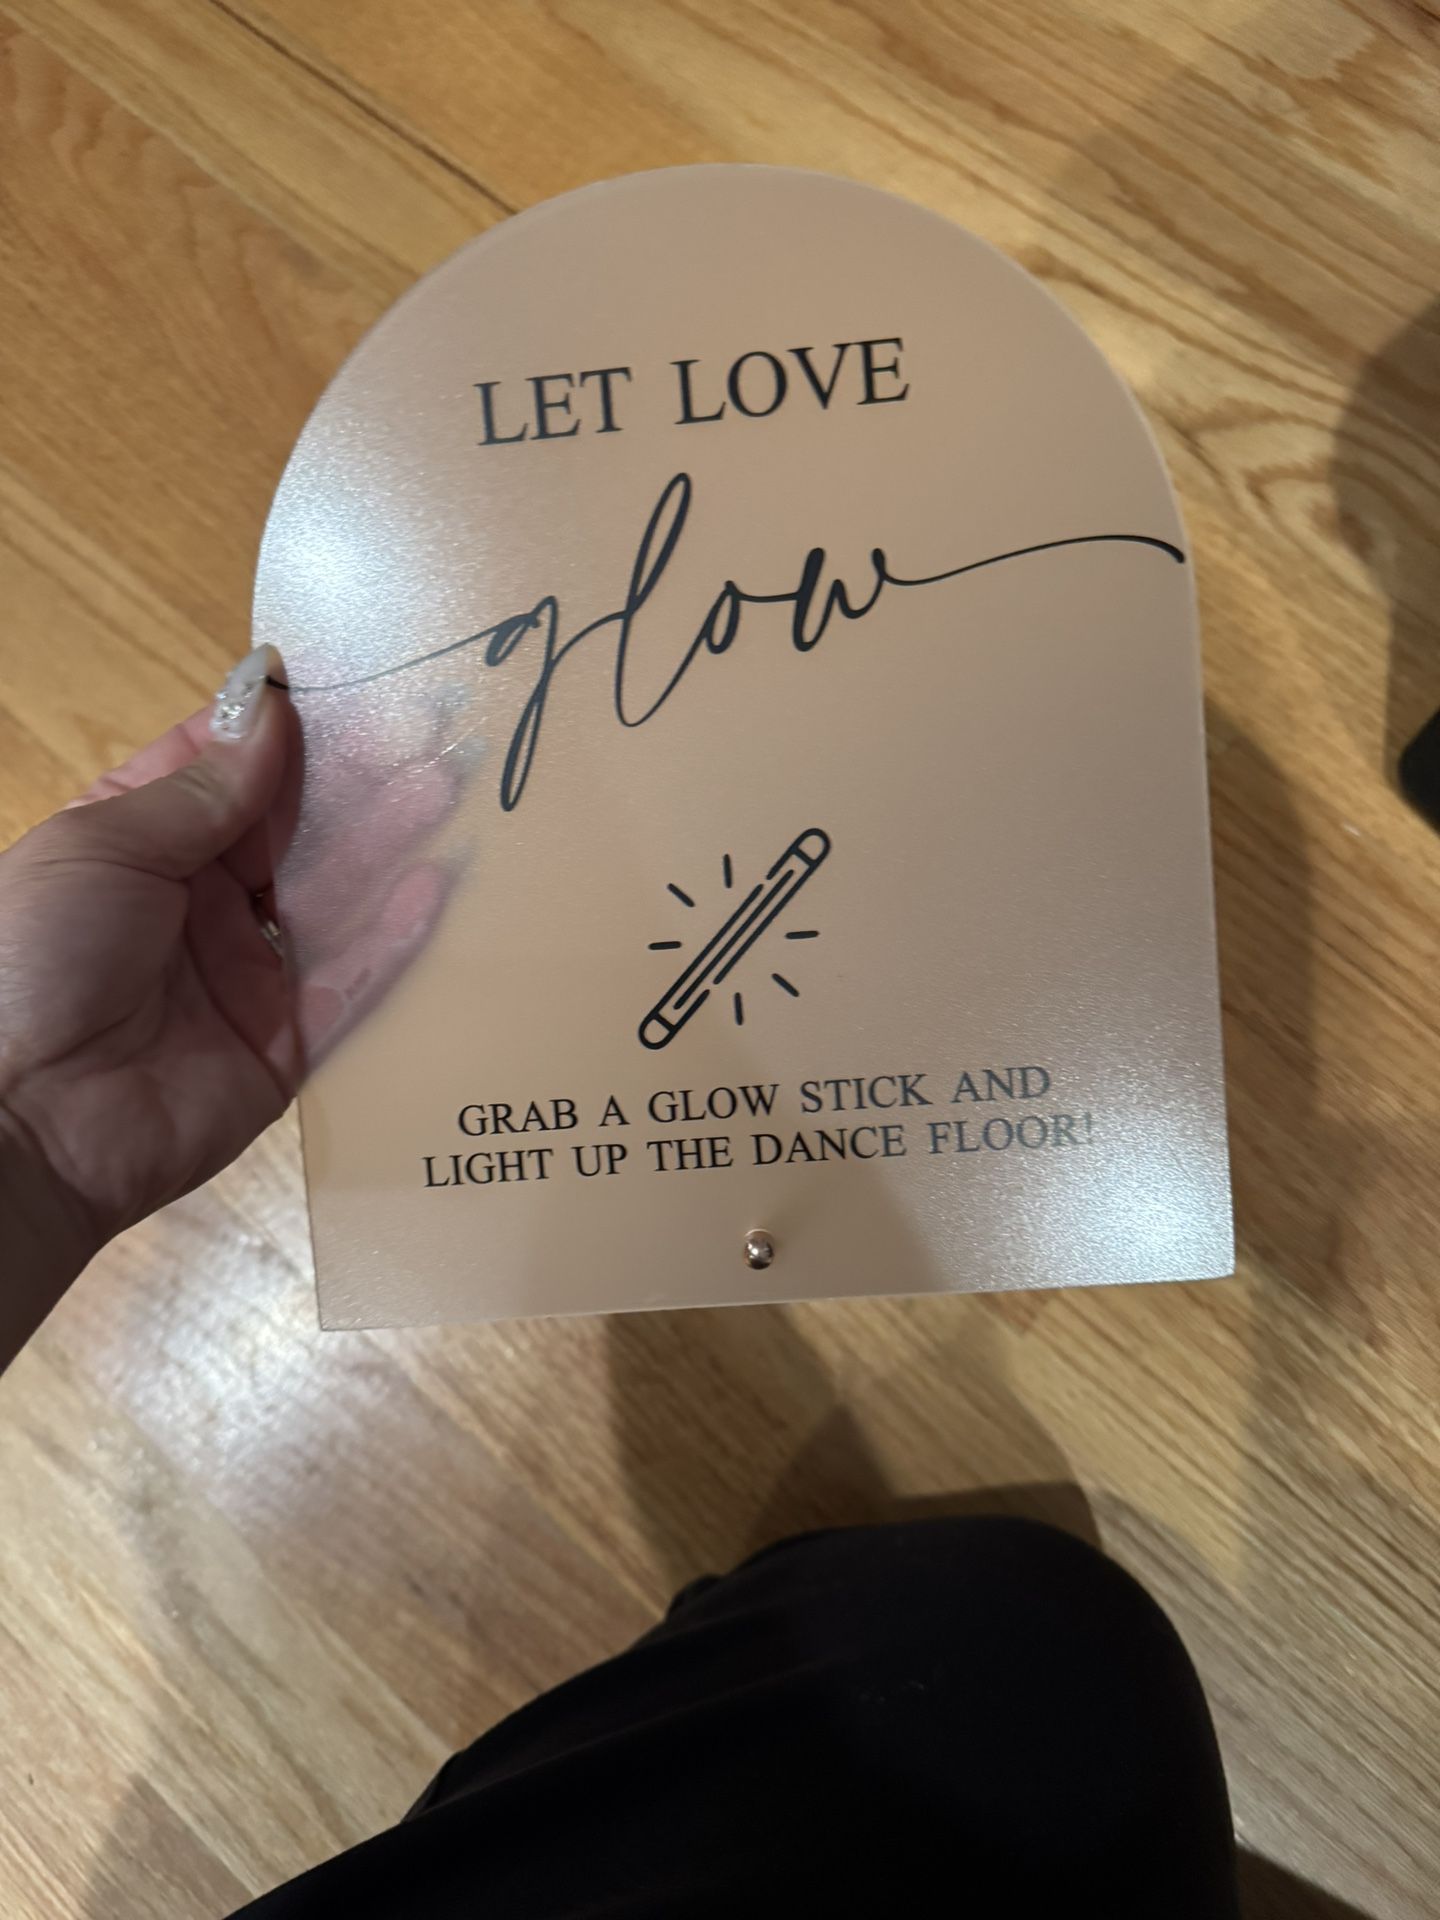 LET LOVE
glow
GRAB A GLOW STICK AND
LIGHT UP THE DANCE FLOOR!